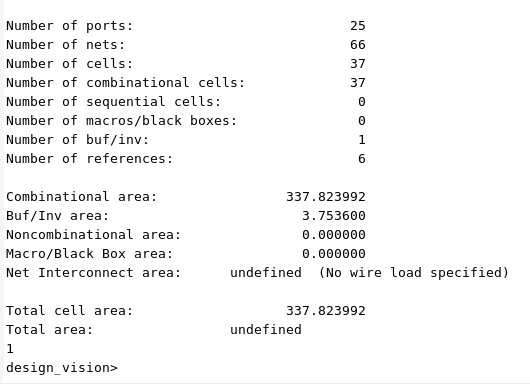 Number of ports: 25
Number of nets: 66
Number of cells: 37
Number of combinational cells: 37
Number of sequential cells: 0
Number of macros/black boxes: 0
Number of buf/inv: 1
Number of references: 6
Combinational area: 337.823992
Buf/Inv area: 3.753600
Noncombinational area: 0.000000
Macro/Black Box area: 0.000000
Net Interconnect area: undefined (No wire load specified)
Total cell area: 337.823992
Total area: undefined
1
design_vision>